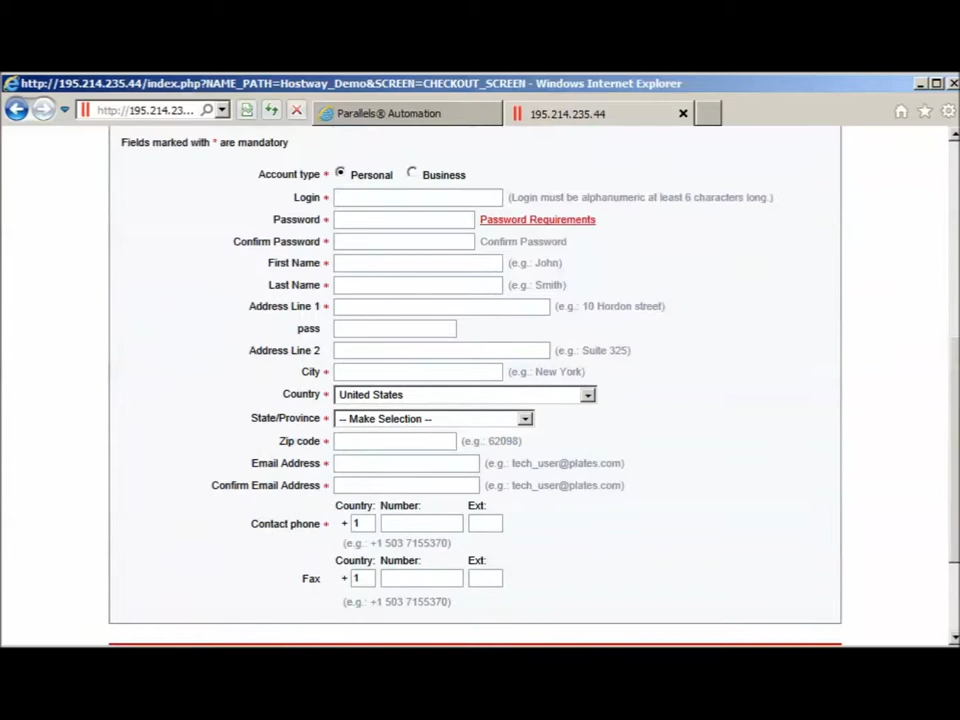 http://195.214.235.44/index.php?NAME_PATH=Hostway_Demo&SCREEN=CHECKOUT_SCREEN - Windows Internet Explorer
http://195.214.23... Parallels® Automation 195.214.235.44
Fields marked with * are mandatory
Account type * Personal Business
Login * (Login must be alphanumeric at least 6 characters long.)
Password * Password Requirements
Confirm Password * Confirm Password
First Name * (e.g.: John)
Last Name * (e.g.: Smith)
Address Line 1 * (e.g.: 10 Hordon street)
pass
Address Line 2 (e.g.: Suite 325)
City * (e.g.: New York)
Country * United States
State/Province * -- Make Selection --
Zip code * (e.g.: 62098)
Email Address * (e.g.: tech_user@plates.com)
Confirm Email Address * (e.g.: tech_user@plates.com)
Country: Number: Ext:
Contact phone * + 1
(e.g.: +1 503 7155370)
Country: Number: Ext:
Fax + 1
(e.g.: +1 503 7155370)